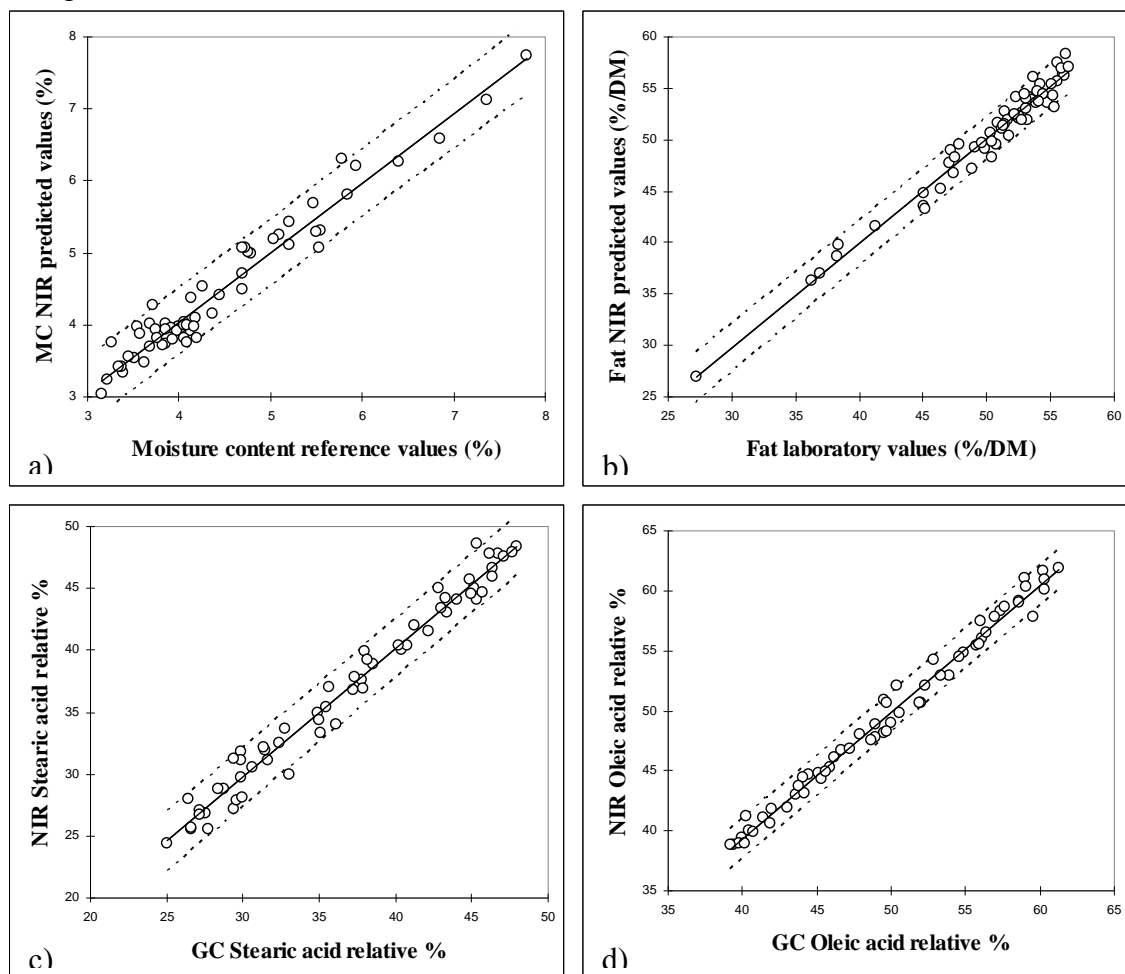 8
7
6
5
4
3
3 4 5 6 7 8
MC NIR predicted values (%)
Moisture content reference values (%)
a)
60
55
50
45
40
35
30
25
25 30 35 40 45 50 55 60
Fat NIR predicted values (%/DM)
Fat laboratory values (%/DM)
b)
50
45
40
35
30
25
20
20 25 30 35 40 45 50
NIR Stearic acid relative %
GC Stearic acid relative %
c)
65
60
55
50
45
40
35
35 40 45 50 55 60 65
NIR Oleic acid relative %
GC Oleic acid relative %
d)